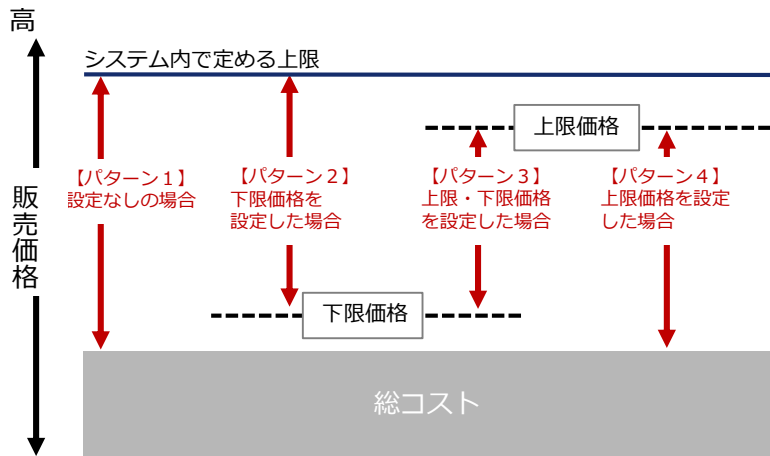 高
システム内で定める上限
上限価格
【パターン１】
設定なしの場合
【パターン２】
下限価格を
設定した場合
【パターン３】
上限・下限価格
を設定した場合
【パターン４】
上限価格を設定
した場合
販売価格
下限価格
総コスト